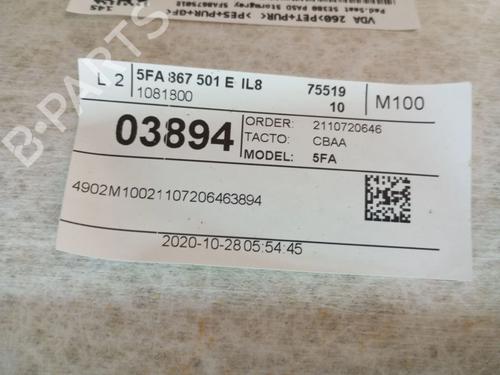 VDA 260>PET+PUR< >PES+PUR+GF<
B-PARTS
L 2
5FA 867 501 E IL8
75519
1081800
10
M100
03894
ORDER: 2110720646
TACTO: CBAA
MODEL: 5FA
4902M10021107206463894
2020-10-28 05:54:45